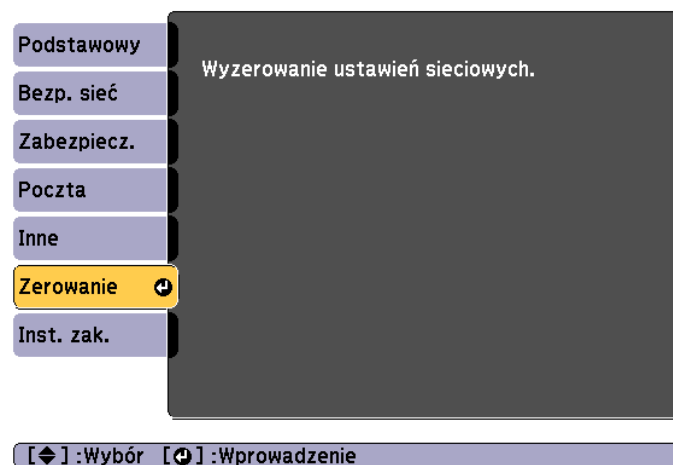 Podstawowy
Wyzerowanie ustawień sieciowych.
Bezp. sieć
Zabezpiecz.
Poczta
Inne
Zerowanie
Inst. zak.
[◆] :Wybór [⏎] :Wprowadzenie